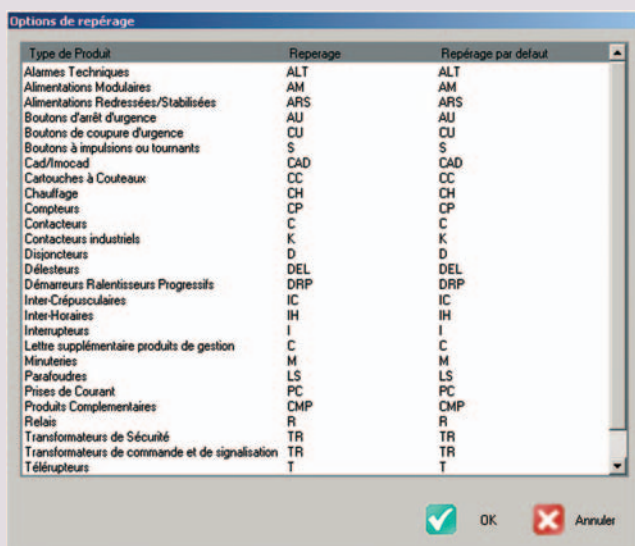 Options de repérage
Type de Produit Reperage Repérage par defaut
Alarmes Techniques ALT ALT
Alimentations Modulaires AM AM
Alimentations Redressées/Stabilisées ARS ARS
Boutons d'arrêt d'urgence AU AU
Boutons de coupure d'urgence CU CU
Boutons à impulsions ou tournants S S
Cad/Imocad CAD CAD
Cartouches à Couteaux CC CC
Chauffage CH CH
Compteurs CP CP
Contacteurs C C
Contacteurs industriels K K
Disjoncteurs D D
Délesteurs DEL DEL
Démarreurs Ralentisseurs Progressifs DRP DRP
Inter-Crépusculaires IC IC
Inter-Horaires IH IH
Interrupteurs I I
Lettre supplémentaire produits de gestion C C
Minuteries M M
Parafoudres LS LS
Prises de Courant PC PC
Produits Complementaires CMP CMP
Relais R R
Transformateurs de Sécurité TR TR
Transformateurs de commande et de signalisation TR TR
Télérupteurs T T
OK Annuler